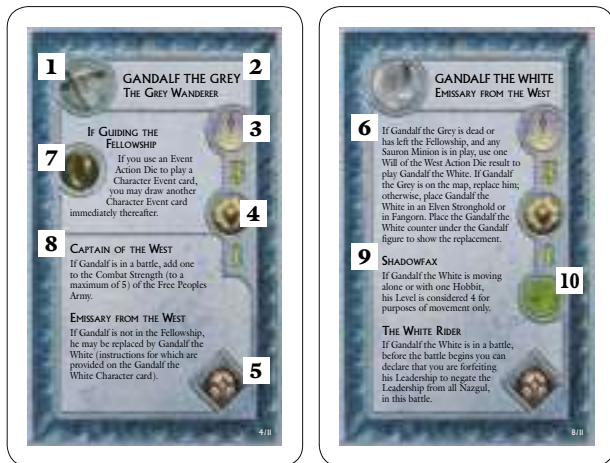 1
GANDALF THE GREY
2
THE GREY WANDERER
3
IF GUIDING THE
FELLOWSHIP
7
If you use an Event
Action Die to play a
Character Event card,
you may draw another
Character Event card
immediately thereafter.
4
8
CAPTAIN OF THE WEST
If Gandalf is in a battle, add one
to the Combat Strength (to a
maximum of 5) of the Free Peoples
Army.
EMISSARY FROM THE WEST
If Gandalf is not in the Fellowship,
he may be replaced by Gandalf the
White (instructions for which are
provided on the Gandalf the
White Character card).
5
4/11
GANDALF THE WHITE
EMISSARY FROM THE WEST
6
If Gandalf the Grey is dead or
has left the Fellowship, and any
Sauron Minion is in play, use one
Will of the West Action Die result to
play Gandalf the White. If Gandalf
the Grey is on the map, replace him;
otherwise, place Gandalf the
White in an Elven Stronghold or
in Fangorn. Place the Gandalf the
White counter under the Gandalf
figure to show the replacement.
9
SHADOWFAX
If Gandalf the White is moving
alone or with one Hobbit,
his Level is considered 4 for
purposes of movement only.
10
THE WHITE RIDER
If Gandalf the White is in a battle,
before the battle begins you can
declare that you are forfeiting
his Leadership to negate the
Leadership from all Nazgul,
in this battle.
8/11